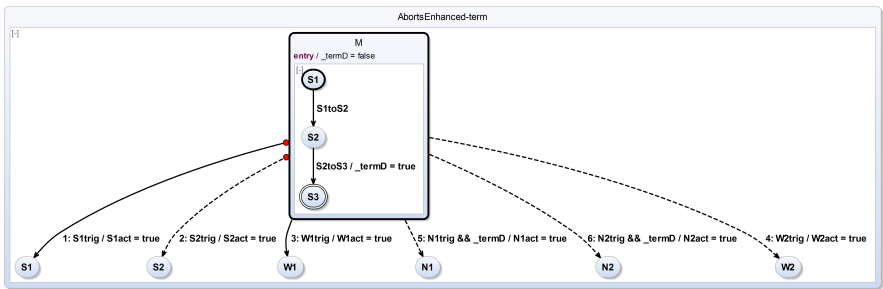 AbortsEnhanced-term
[-]
M
entry / _termD = false
[-]
S1
S1toS2
S2
S2toS3 / _termD = true
S3
1: S1trig / S1act = true
2: S2trig / S2act = true
3: W1trig / W1act = true
5: N1trig && _termD / N1act = true
6: N2trig && _termD / N2act = true
4: W2trig / W2act = true
S1
S2
W1
N1
N2
W2